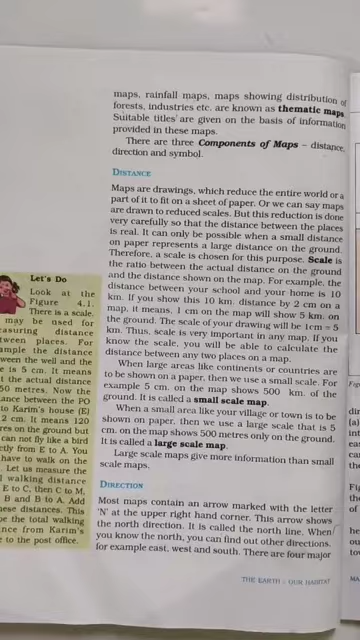 maps, rainfall maps, maps showing distribution of
forests, industries etc. are known as thematic maps.
Suitable titles are given on the basis of information
provided in these maps.
There are three Components of Maps – distance,
direction and symbol.
DISTANCE
Maps are drawings, which reduce the entire world or a
part of it to fit on a sheet of paper. Or we can say maps
are drawn to reduced scales. But this reduction is done
very carefully so that the distance between the places
is real. It can only be possible when a small distance
on paper represents a large distance on the ground.
Therefore, a scale is chosen for this purpose. Scale is
the ratio between the actual distance on the ground
and the distance shown on the map. For example, the
distance between your school and your home is 10
km. If you show this 10 km. distance by 2 cm on a
map, it means, 1 cm on the map will show 5 km. on
the ground. The scale of your drawing will be 1cm = 5
km. Thus, scale is very important in any map. If you
know the scale, you will be able to calculate the
distance between any two places on a map.
When large areas like continents or countries are
to be shown on a paper, then we use a small scale. For
example 5 cm. on the map shows 500 km. of the
ground. It is called a small scale map.
When a small area like your village or town is to be
shown on paper, then we use a large scale that is 5
cm. on the map shows 500 metres only on the ground.
It is called a large scale map.
Large scale maps give more information than small
scale maps.
DIRECTION
Most maps contain an arrow marked with the letter
'N' at the upper right hand corner. This arrow shows
the north direction. It is called the north line. When
you know the north, you can find out other directions,
for example east, west and south. There are four major
THE EARTH : OUR HABITAT
Let's Do
Look at the
Figure 4.1.
There is a scale.
may be used for
asuring distance
tween places. For
ample the distance
tween the well and the
e is 5 cm. It means
t the actual distance
50 metres. Now the
tance between the PO
to Karim's house (E)
2 cm. It means 120
res on the ground but
can not fly like a bird
ctly from E to A. You
have to walk on the
Let us measure the
l walking distance
E to C, then C to M,
B and B to A. Add
hese distances. This
be the total walking
nce from Karim's
e to the post office.
Fig
(a)
Fig
of
MA